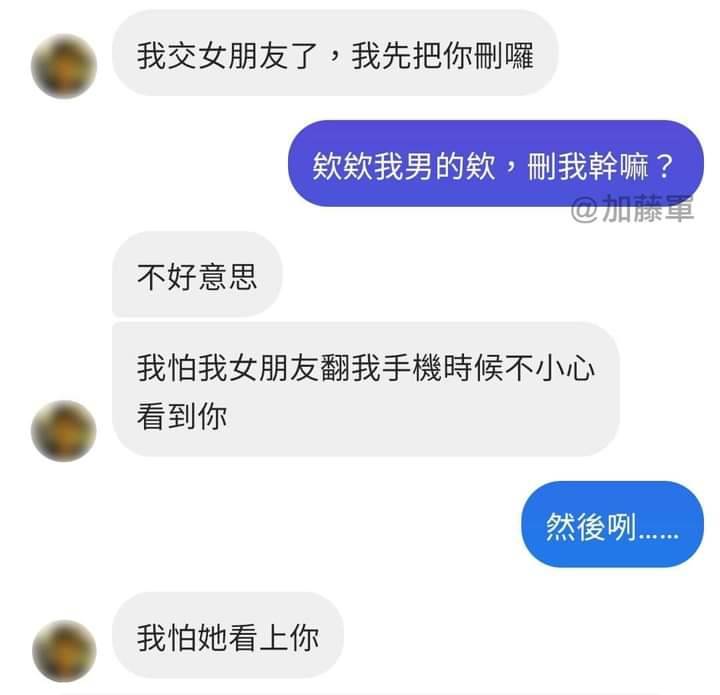 我交女朋友了，我先把你刪囉
欸欸我男的欸，刪我幹嘛？
@加藤軍
不好意思
我怕我女朋友翻我手機時候不小心
看到你
然後咧......
我怕她看上你